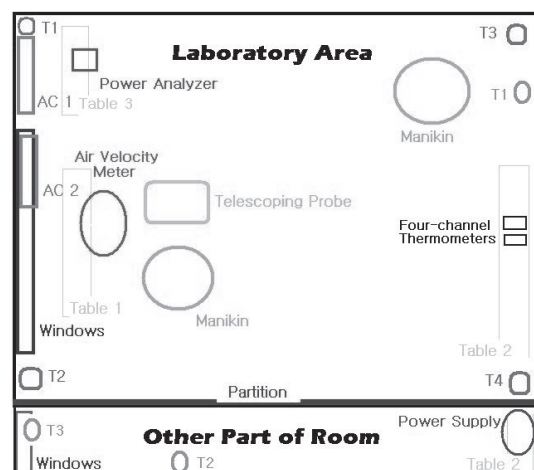 T1
Laboratory Area
T3
Power Analyzer
AC 1
Table 3
T1
Manikin
Air Velocity
Meter
AC 2
Telescoping Probe
Four-channel
Thermometers
Table 1
Manikin
Windows
Table 2
T2
T4
Partition
T3
Other Part of Room
Power Supply
Windows
T2
Table 2